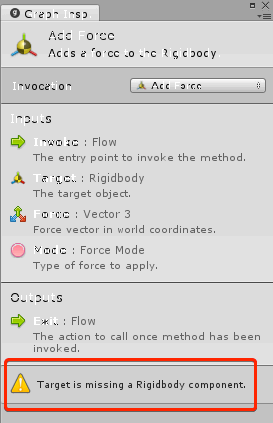 Graph Insp.
Add Force
Adds a force to the Rigidbody.
Invocation
Add Force
Inputs
Invoke : Flow
The entry point to invoke the method.
Target : Rigidbody
The target object.
Force : Vector 3
Force vector in world coordinates.
Mode : Force Mode
Type of force to apply.
Outputs
Exit : Flow
The action to call once method has been
invoked.
Target is missing a Rigidbody component.